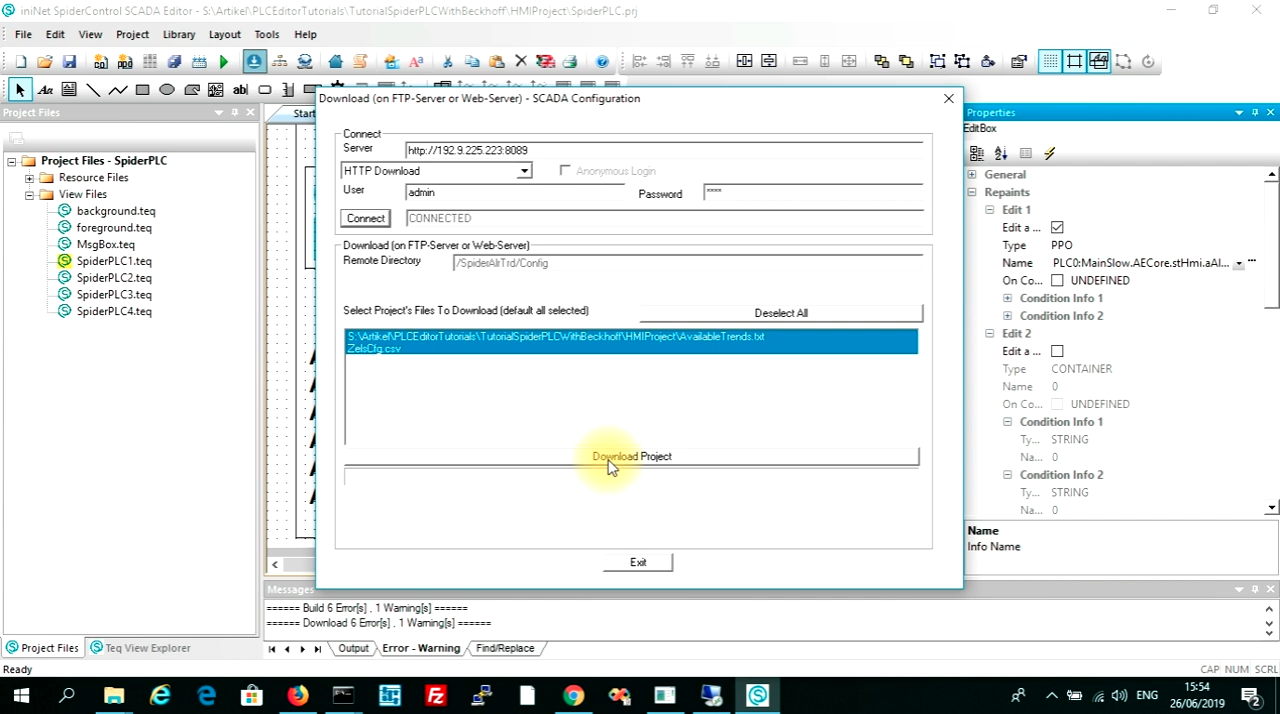 iniNet SpiderControl SCADA Editor - S:\Artikel\PLCEditorTutorials\TutorialSpiderPLCWithBeckhoff\HMIProject\SpiderPLC.prj
File Edit View Project Library Layout Tools Help
Project Files
Project Files - SpiderPLC
Resource Files
View Files
background.teq
foreground.teq
MsgBox.teq
SpiderPLC1.teq
SpiderPLC2.teq
SpiderPLC3.teq
SpiderPLC4.teq
Project Files Teq View Explorer
Start
Download (on FTP-Server or Web-Server) - SCADA Configuration
Connect
Server http://192.9.225.223:8089
HTTP Download Anonymous Login
User admin Password ****
Connect CONNECTED
Download (on FTP-Server or Web-Server)
Remote Directory /SpiderAlrTrd/Config
Select Project's Files To Download (default all selected) Deselect All
S:\Artikel\PLCEditorTutorials\TutorialSpiderPLCWithBeckhoff\HMIProject\AvailableTrends.txt
ZelsCfg.csv
Download Project
Exit
Properties
EditBox
General
Repaints
Edit 1
Edit a ...
Type PPO
Name PLC0:MainSlow.AECore.stHmi.aAl... ...
On Co... UNDEFINED
Condition Info 1
Condition Info 2
Edit 2
Edit a ...
Type CONTAINER
Name 0
On Co... UNDEFINED
Condition Info 1
Ty... STRING
Na... 0
Condition Info 2
Ty... STRING
Na... 0
Name
Info Name
Messages
====== Build 6 Error[s] , 1 Warning[s] ======
====== Download 6 Error[s] , 1 Warning[s] ======
Output Error - Warning Find/Replace
Ready CAP NUM SCRL
ENG 15:54
26/06/2019 2